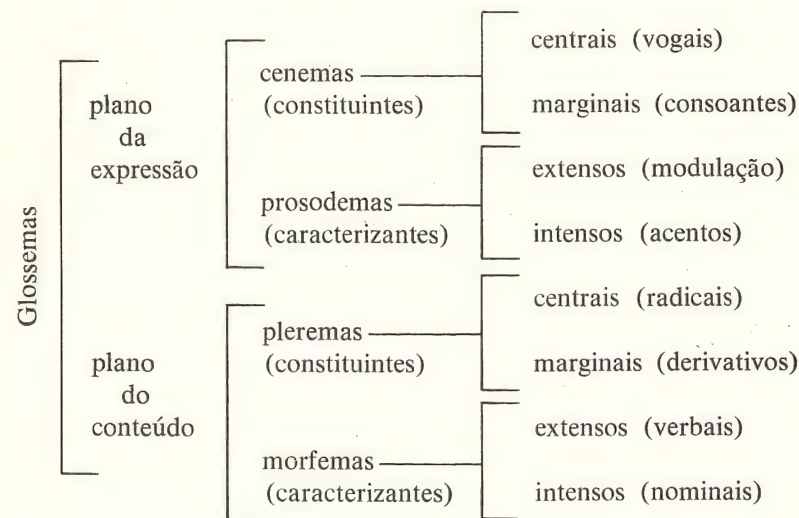 Glossemas
plano
da
expressão
cenemas
(constituintes)
centrais (vogais)
marginais (consoantes)
prosodemas
(caracterizantes)
extensos (modulação)
intensos (acentos)
plano
do
conteúdo
pleremas
(constituintes)
centrais (radicais)
marginais (derivativos)
morfemas
(caracterizantes)
extensos (verbais)
intensos (nominais)